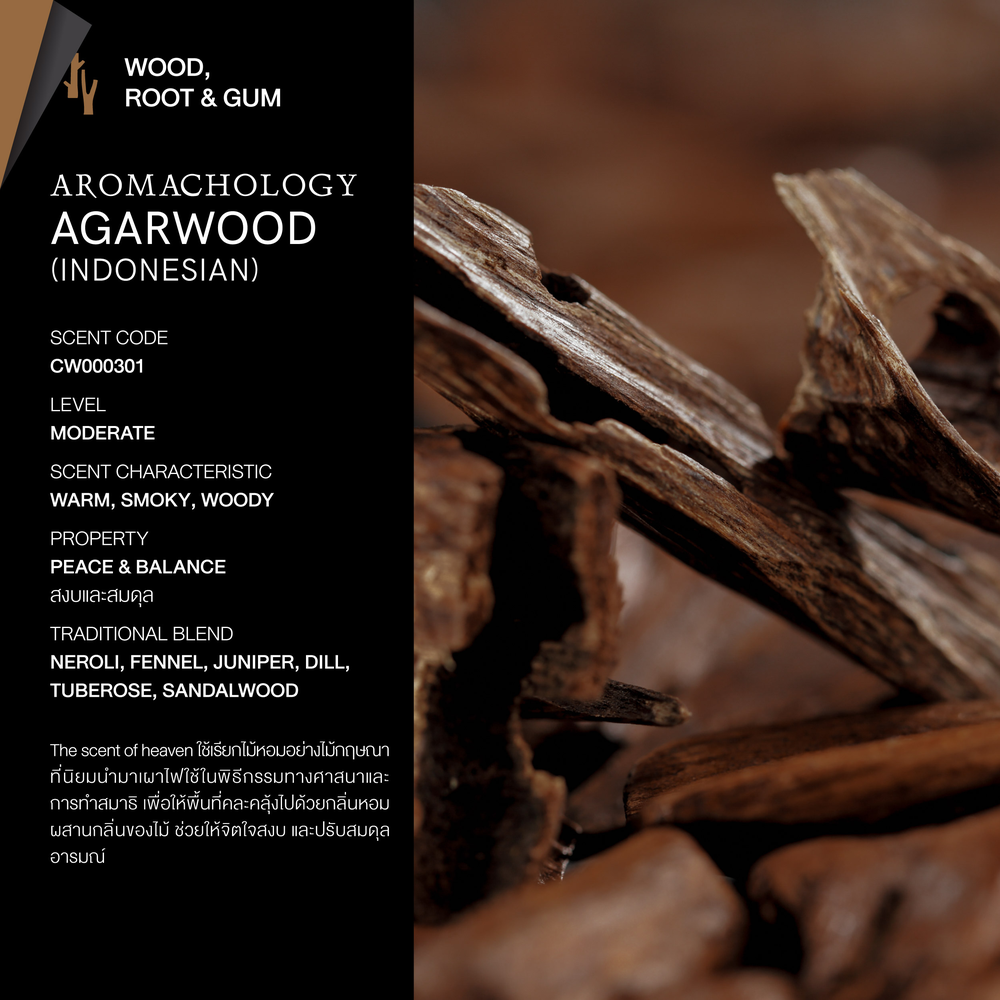 WOOD,
ROOT & GUM
AROMACHOLOGY
AGARWOOD
(INDONESIAN)
SCENT CODE
CW000301
LEVEL
MODERATE
SCENT CHARACTERISTIC
WARM, SMOKY, WOODY
PROPERTY
PEACE & BALANCE
สงบและสมดุล
TRADITIONAL BLEND
NEROLI, FENNEL, JUNIPER, DILL,
TUBEROSE, SANDALWOOD
The scent of heaven ใช้เรียกไม้หอมอย่างไม้กฤษณา
ที่นิยมนำมาเผาไฟใช้ในพิธีกรรมทางศาสนาและ
การทำสมาธิ เพื่อให้พื้นที่คละคลุ้งไปด้วยกลิ่นหอม
ผสานกลิ่นของไม้ ช่วยให้จิตใจสงบ และปรับสมดุล
อารมณ์